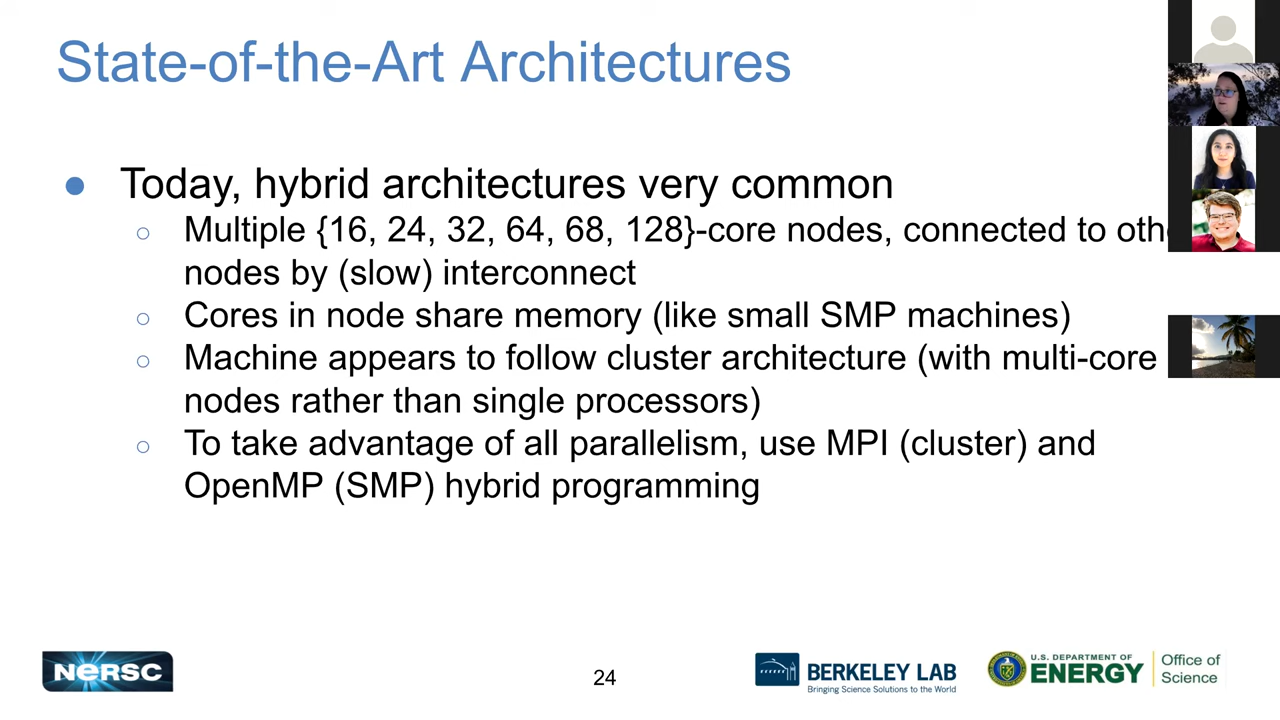 State-of-the-Art Architectures
● Today, hybrid architectures very common
○ Multiple {16, 24, 32, 64, 68, 128}-core nodes, connected to
nodes by (slow) interconnect
○ Cores in node share memory (like small SMP machines)
○ Machine appears to follow cluster architecture (with multi-core
nodes rather than single processors)
○ To take advantage of all parallelism, use MPI (cluster) and
OpenMP (SMP) hybrid programming
NERSC
24
BERKELEY LAB
Bringing Science Solutions to the World
U.S. DEPARTMENT OF
ENERGY
Office of
Science